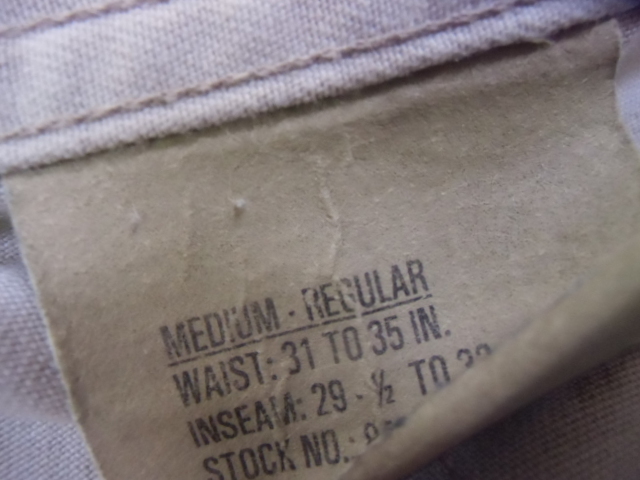 MEDIUM - REGULAR
WAIST: 31 TO 35 IN.
INSEAM: 29 - ½ TO
STOCK NO.: